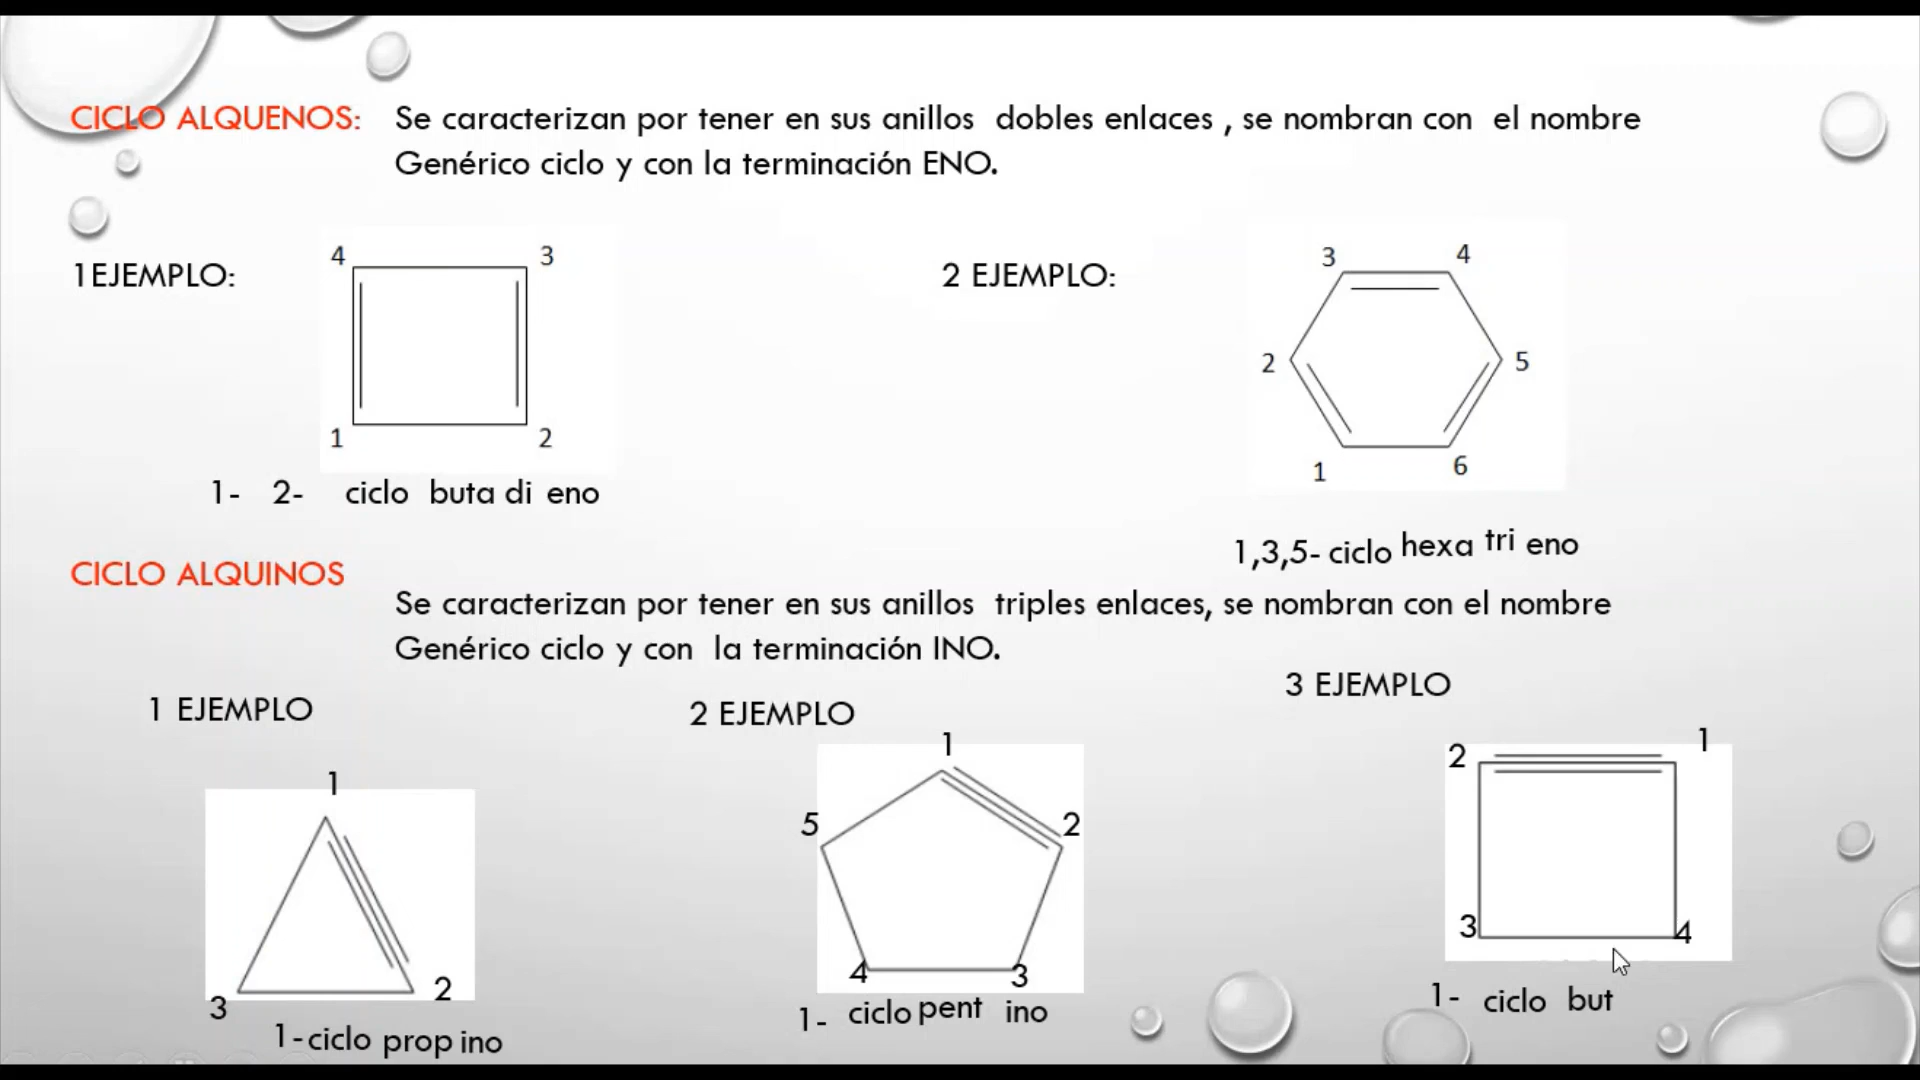 CICLO ALQUENOS: Se caracterizan por tener en sus anillos dobles enlaces , se nombran con el nombre
Genérico ciclo y con la terminación ENO.
1EJEMPLO:
4 3
1 2
1- 2- ciclo buta di eno
2 EJEMPLO:
3 4
2 5
1 6
1,3,5- ciclo hexa tri eno
CICLO ALQUINOS
Se caracterizan por tener en sus anillos triples enlaces, se nombran con el nombre
Genérico ciclo y con la terminación INO.
1 EJEMPLO
1
3 2
1- ciclo prop ino
2 EJEMPLO
1
5 2
4 3
1- ciclo pent ino
3 EJEMPLO
2 1
3 4
1- ciclo but